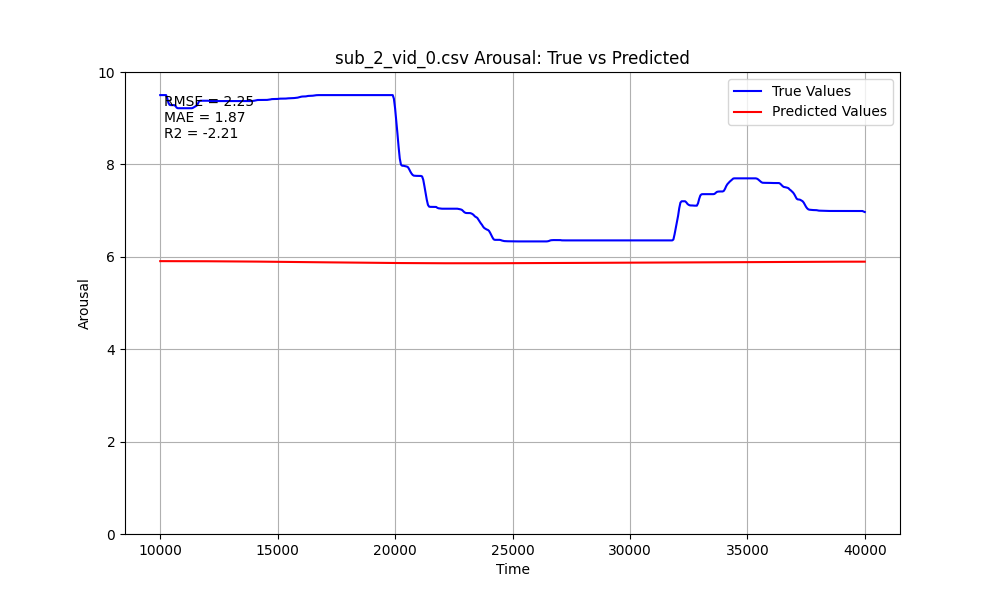 sub_2_vid_0.csv Arousal: True vs Predicted
RMSE = 2.25
MAE = 1.87
R2 = -2.21
True Values
Predicted Values
10
8
6
4
2
0
Arousal
10000
15000
20000
25000
30000
35000
40000
Time